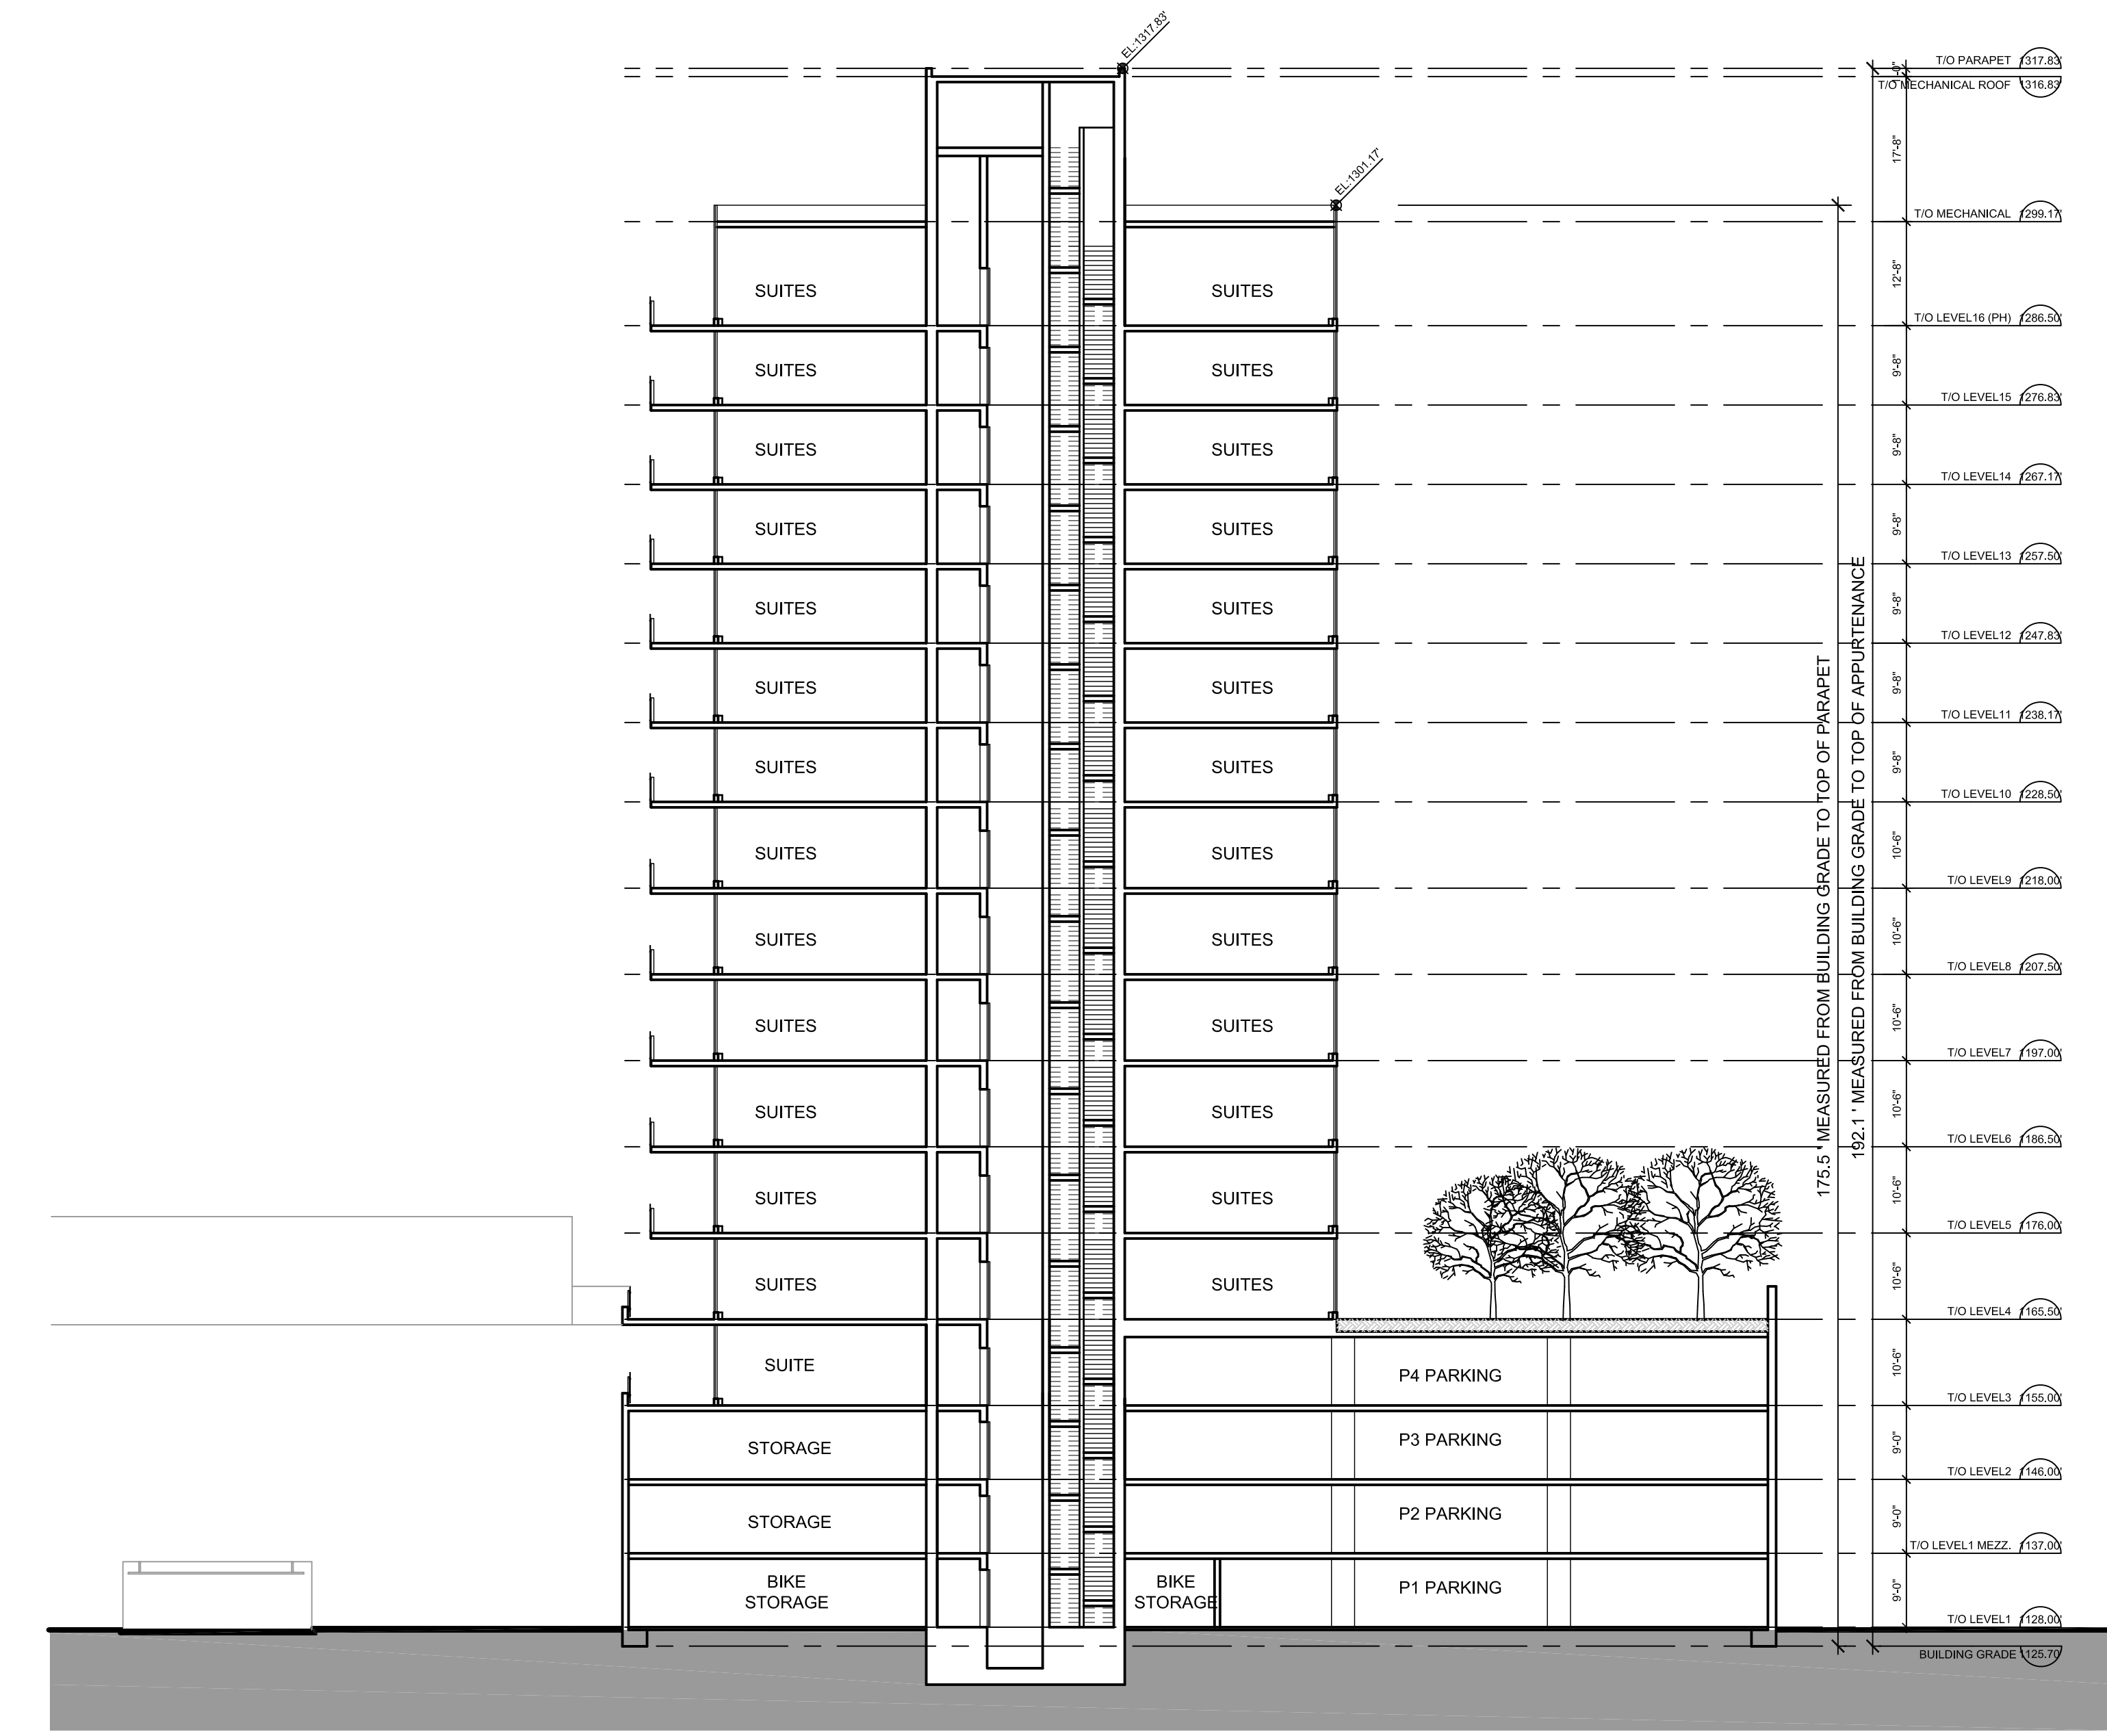 EL:1317.83'
T/O PARAPET 1317.83'
1'-0"
T/O MECHANICAL ROOF 1316.83'
17'-8"
EL:1301.17'
T/O MECHANICAL 1299.17'
12'-8"
SUITES SUITES
T/O LEVEL16 (PH) 1286.50'
9'-8"
SUITES SUITES
T/O LEVEL15 1276.83'
9'-8"
SUITES SUITES
T/O LEVEL14 1267.17'
9'-8"
SUITES SUITES
T/O LEVEL13 1257.50'
9'-8"
SUITES SUITES
T/O LEVEL12 1247.83'
9'-8"
SUITES SUITES
T/O LEVEL11 1238.17'
9'-8"
SUITES SUITES
T/O LEVEL10 1228.50'
10'-6"
SUITES SUITES
T/O LEVEL9 1218.00'
10'-6"
SUITES SUITES
T/O LEVEL8 1207.50'
10'-6"
SUITES SUITES
T/O LEVEL7 1197.00'
10'-6"
SUITES SUITES
T/O LEVEL6 1186.50'
10'-6"
SUITES SUITES
T/O LEVEL5 1176.00'
10'-6"
SUITES SUITES
T/O LEVEL4 1165.50'
10'-6"
SUITE P4 PARKING
T/O LEVEL3 1155.00'
9'-0"
STORAGE P3 PARKING
T/O LEVEL2 1146.00'
9'-0"
STORAGE P2 PARKING
T/O LEVEL1 MEZZ. 1137.00'
9'-0"
BIKE
STORAGE
BIKE
STORAGE
P1 PARKING
T/O LEVEL1 1128.00'
BUILDING GRADE 1125.70'
175.5 ' MEASURED FROM BUILDING GRADE TO TOP OF PARAPET
192.1 ' MEASURED FROM BUILDING GRADE TO TOP OF APPURTENANCE